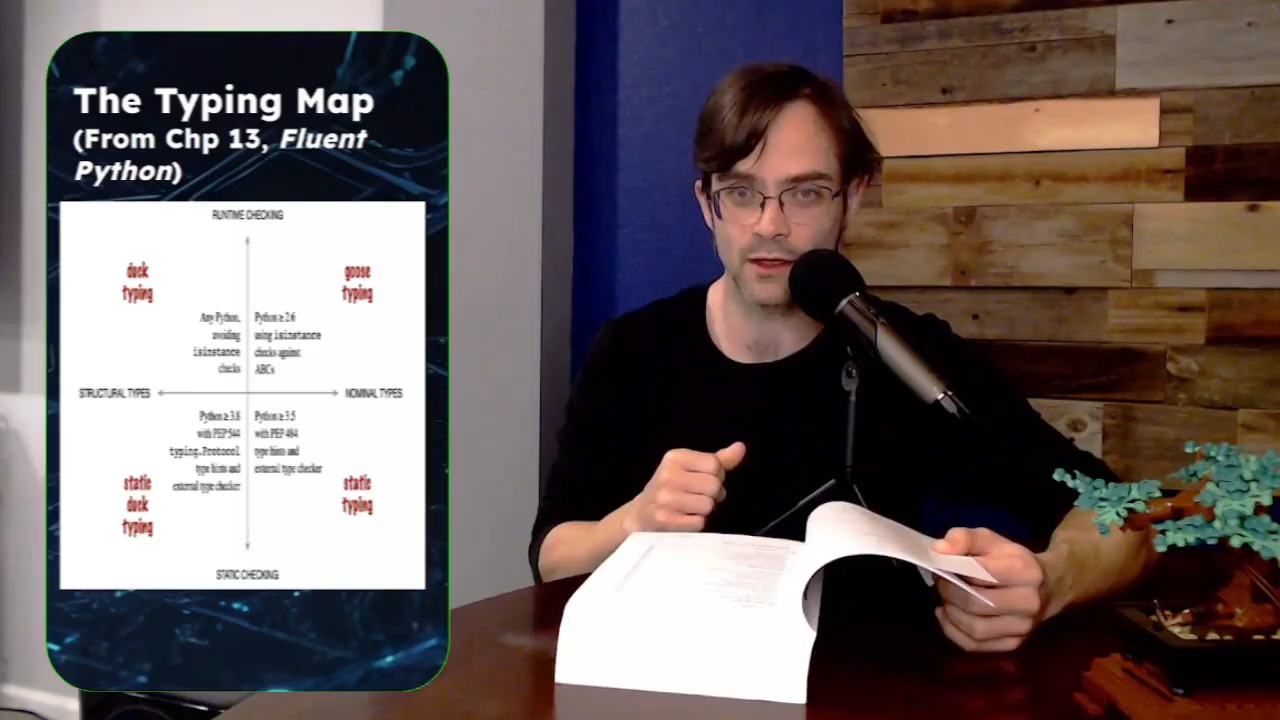 The Typing Map
(From Chp 13, Fluent
Python)
RUNTIME CHECKING
duck
typing
goose
typing
Any Python,
avoiding
isinstance
checks
Python ≥ 2.6
using isinstance
checks against
ABCs
STRUCTURAL TYPES
NOMINAL TYPES
Python ≥ 3.8
with PEP 544
typing.Protocol
type hints and
external type checker
Python ≥ 3.5
with PEP 484
type hints and
external type checker
static
duck
typing
static
typing
STATIC CHECKING